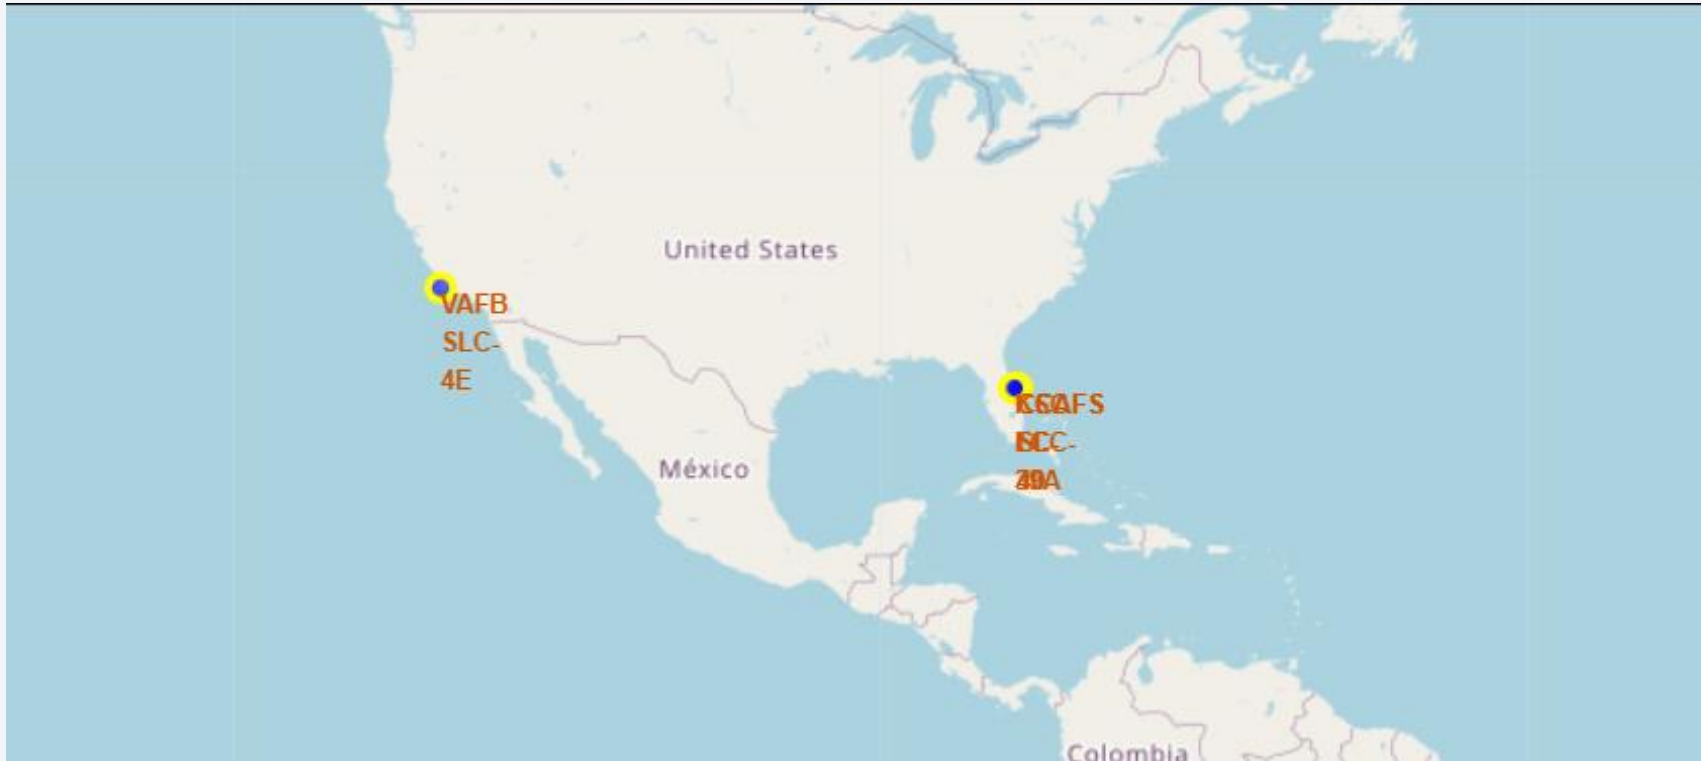 United States
VAFB
SLC-
4E
México
Colombia